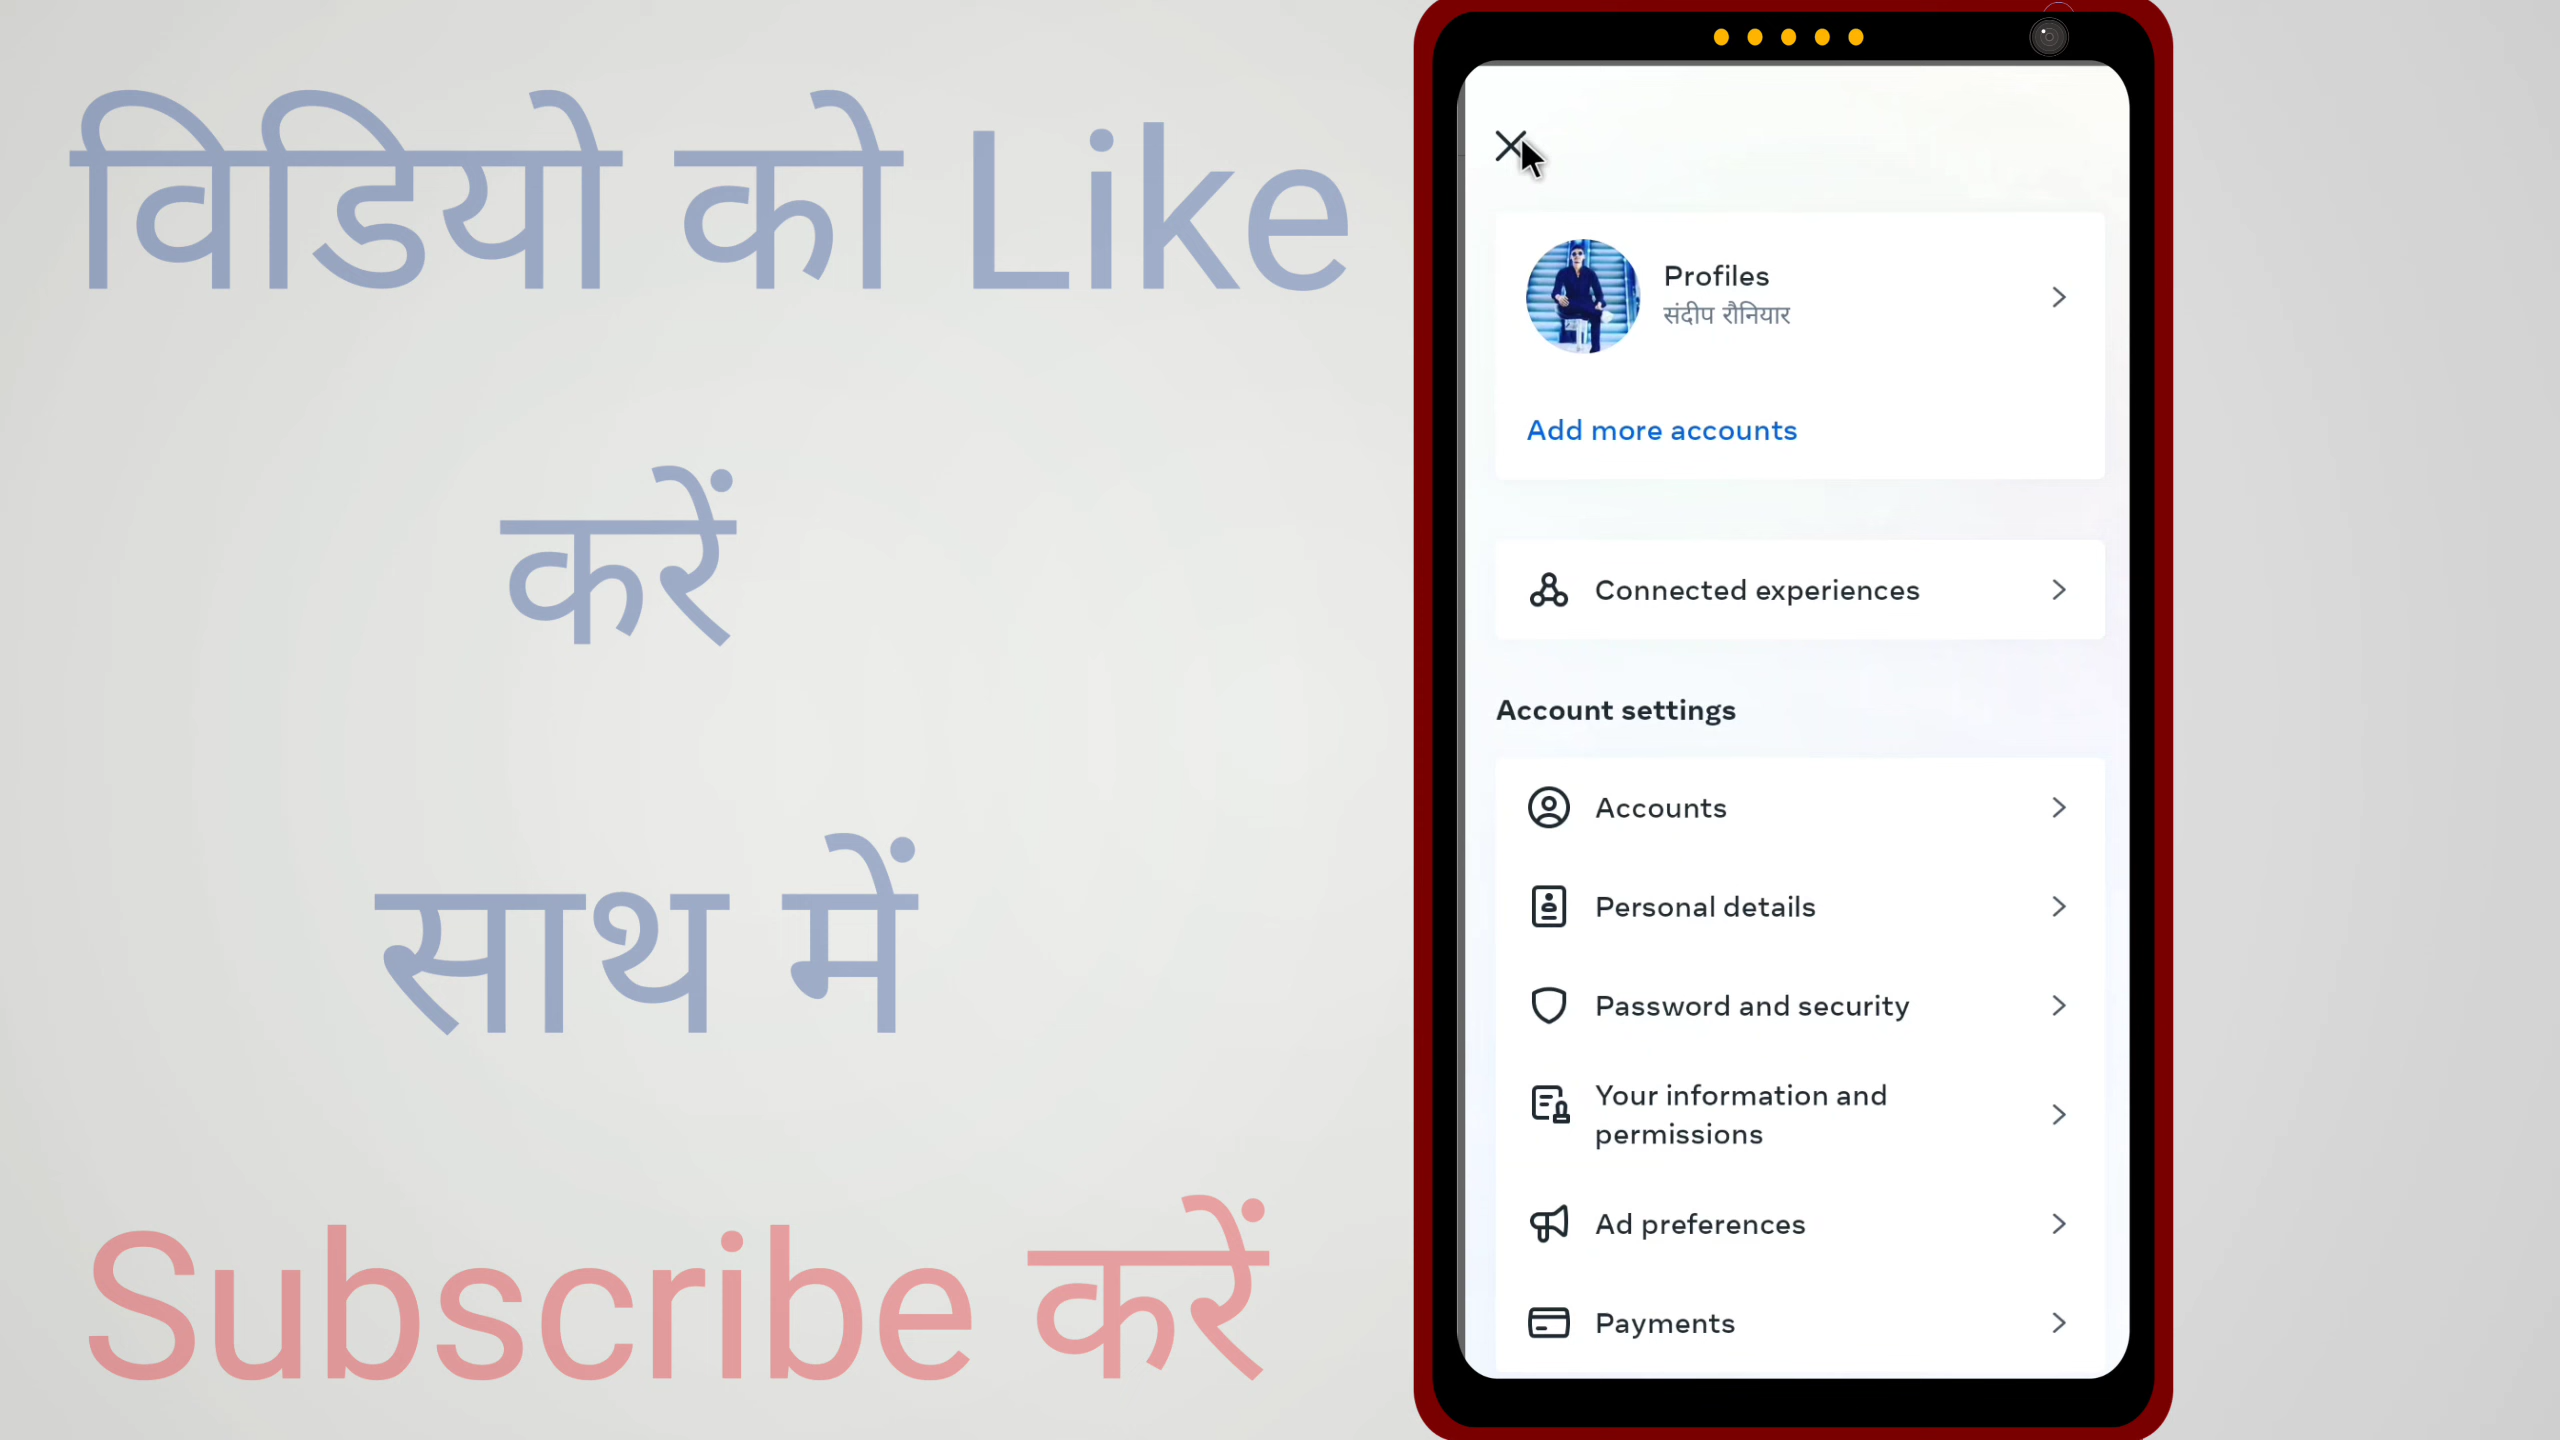 विडियो को Like
करें
साथ में
Subscribe करें
Profiles
संदीप रौनियार
Add more accounts
Connected experiences
Account settings
Accounts
Personal details
Password and security
Your information and
permissions
Ad preferences
Payments